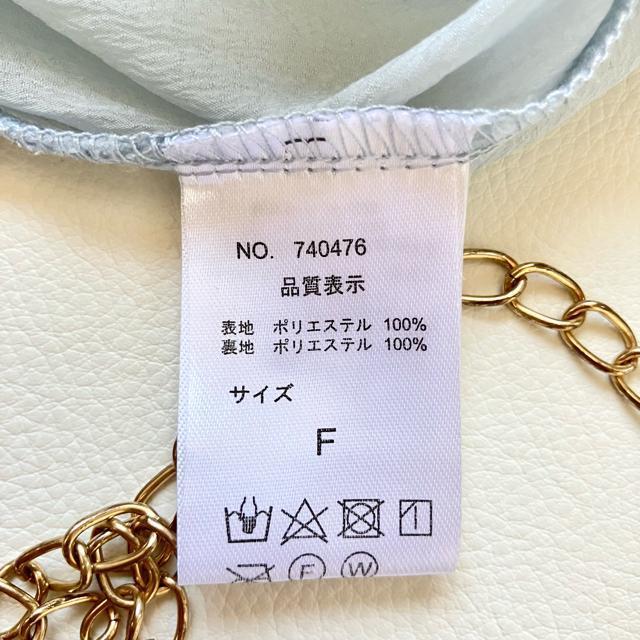 NO. 740476
品質表示
表地 ポリエステル 100%
裏地 ポリエステル 100%
サイズ
F
F W